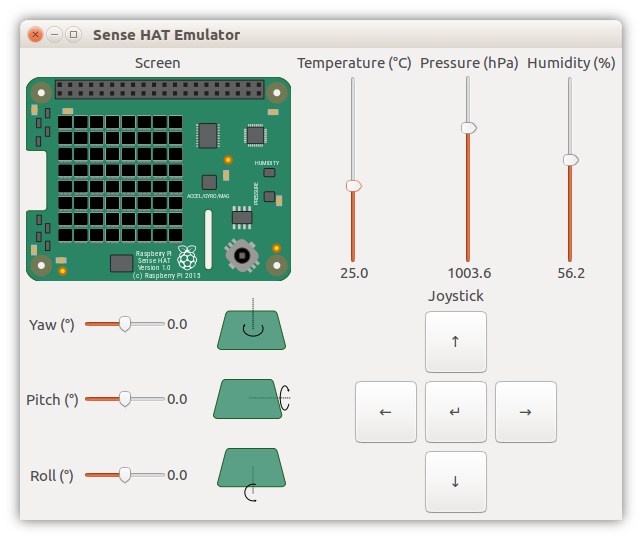 Sense HAT Emulator
Screen
Temperature (°C) Pressure (hPa) Humidity (%)
HUMIDITY
PRESSURE
ACCEL/GYRO/MAG
Raspberry Pi
Sense HAT
Version 1.0
(c) Raspberry Pi 2015
25.0 1003.6 56.2
Joystick
Yaw (°) 0.0
↑
Pitch (°) 0.0
← ↵ →
Roll (°) 0.0
↓